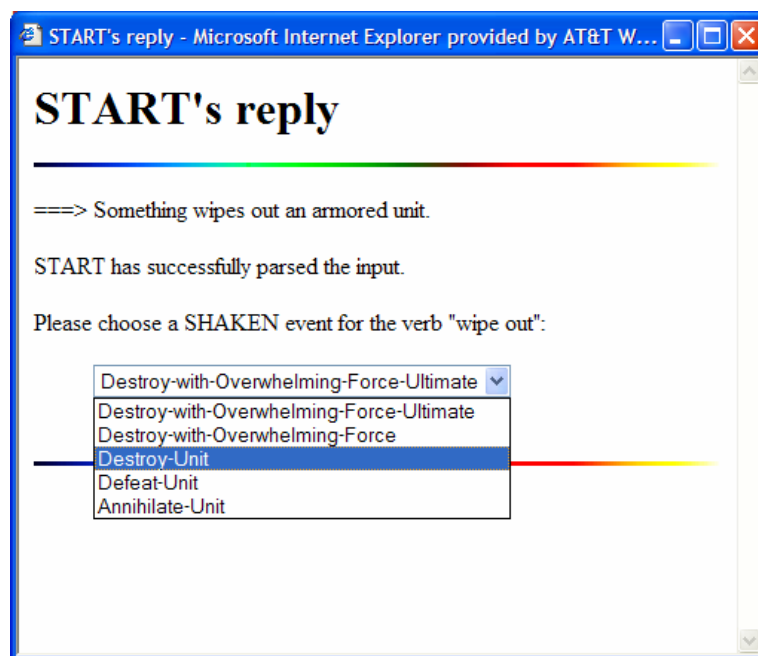 START's reply - Microsoft Internet Explorer provided by AT&T W...
START's reply
===> Something wipes out an armored unit.
START has successfully parsed the input.
Please choose a SHAKEN event for the verb "wipe out":
Destroy-with-Overwhelming-Force-Ultimate
Destroy-with-Overwhelming-Force-Ultimate
Destroy-with-Overwhelming-Force
Destroy-Unit
Defeat-Unit
Annihilate-Unit